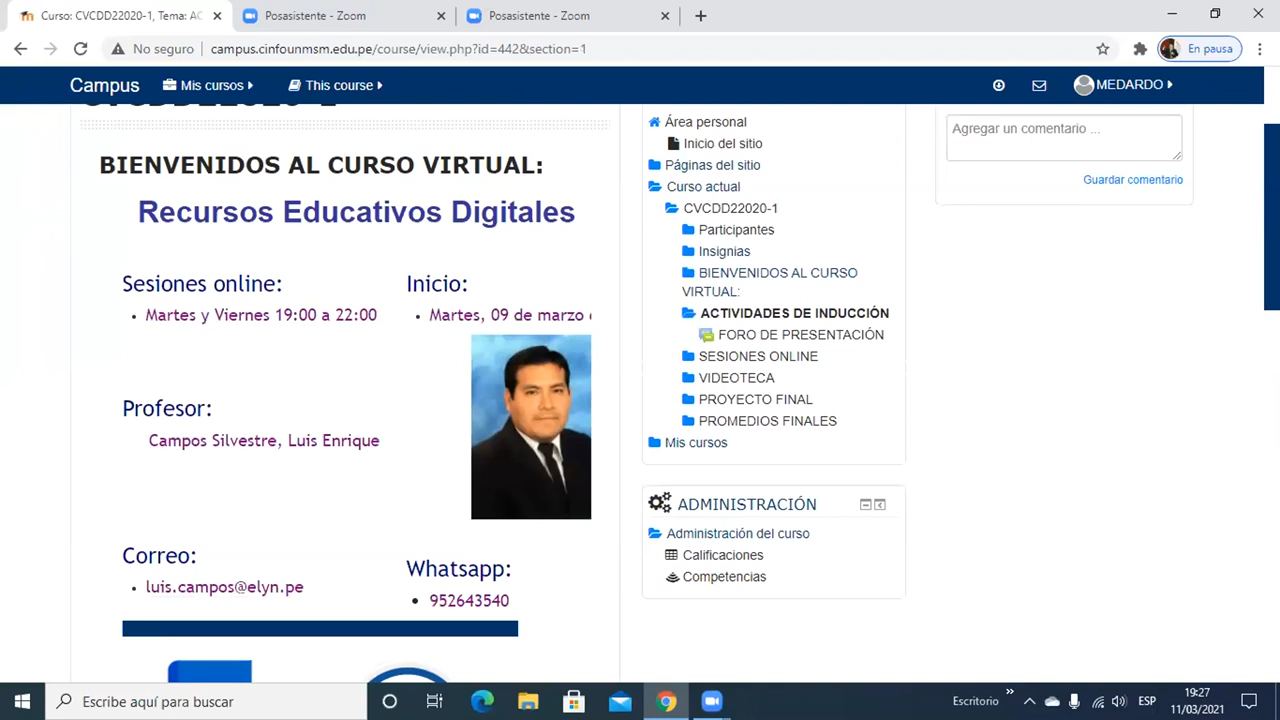 Curso: CVCDD22020-1, Tema: AC
Posasistente - Zoom
Posasistente - Zoom
No seguro
campus.cinfounmsm.edu.pe/course/view.php?id=442&section=1
En pausa
Campus
Mis cursos
This course
MEDARDO
CVCDD22020-1
BIENVENIDOS AL CURSO VIRTUAL:
Recursos Educativos Digitales
Sesiones online:
Martes y Viernes 19:00 a 22:00
Inicio:
Martes, 09 de marzo
Profesor:
Campos Silvestre, Luis Enrique
Correo:
luis.campos@elyn.pe
Whatsapp:
952643540
Área personal
Inicio del sitio
Páginas del sitio
Curso actual
CVCDD22020-1
Participantes
Insignias
BIENVENIDOS AL CURSO
VIRTUAL:
ACTIVIDADES DE INDUCCIÓN
FORO DE PRESENTACIÓN
SESIONES ONLINE
VIDEOTECA
PROYECTO FINAL
PROMEDIOS FINALES
Mis cursos
ADMINISTRACIÓN
Administración del curso
Calificaciones
Competencias
Agregar un comentario ...
Guardar comentario
Escribe aquí para buscar
Escritorio
ESP
19:27
11/03/2021